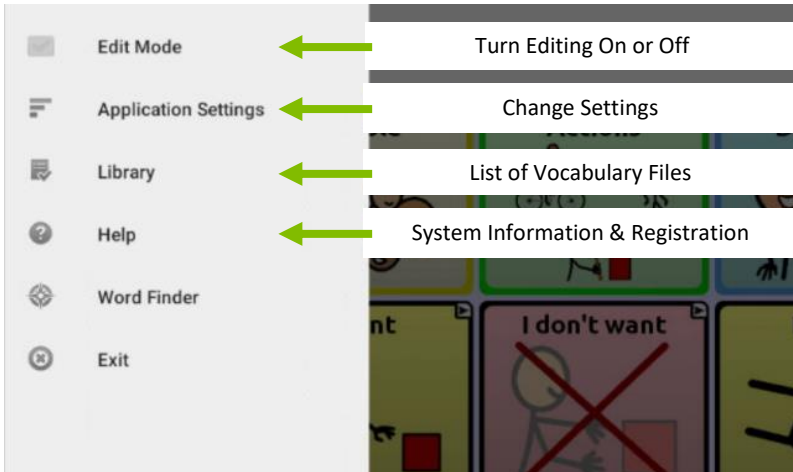 Edit Mode
Turn Editing On or Off
Application Settings
Change Settings
Library
List of Vocabulary Files
Help
System Information & Registration
Word Finder
Exit
Actions
nt
I don't want